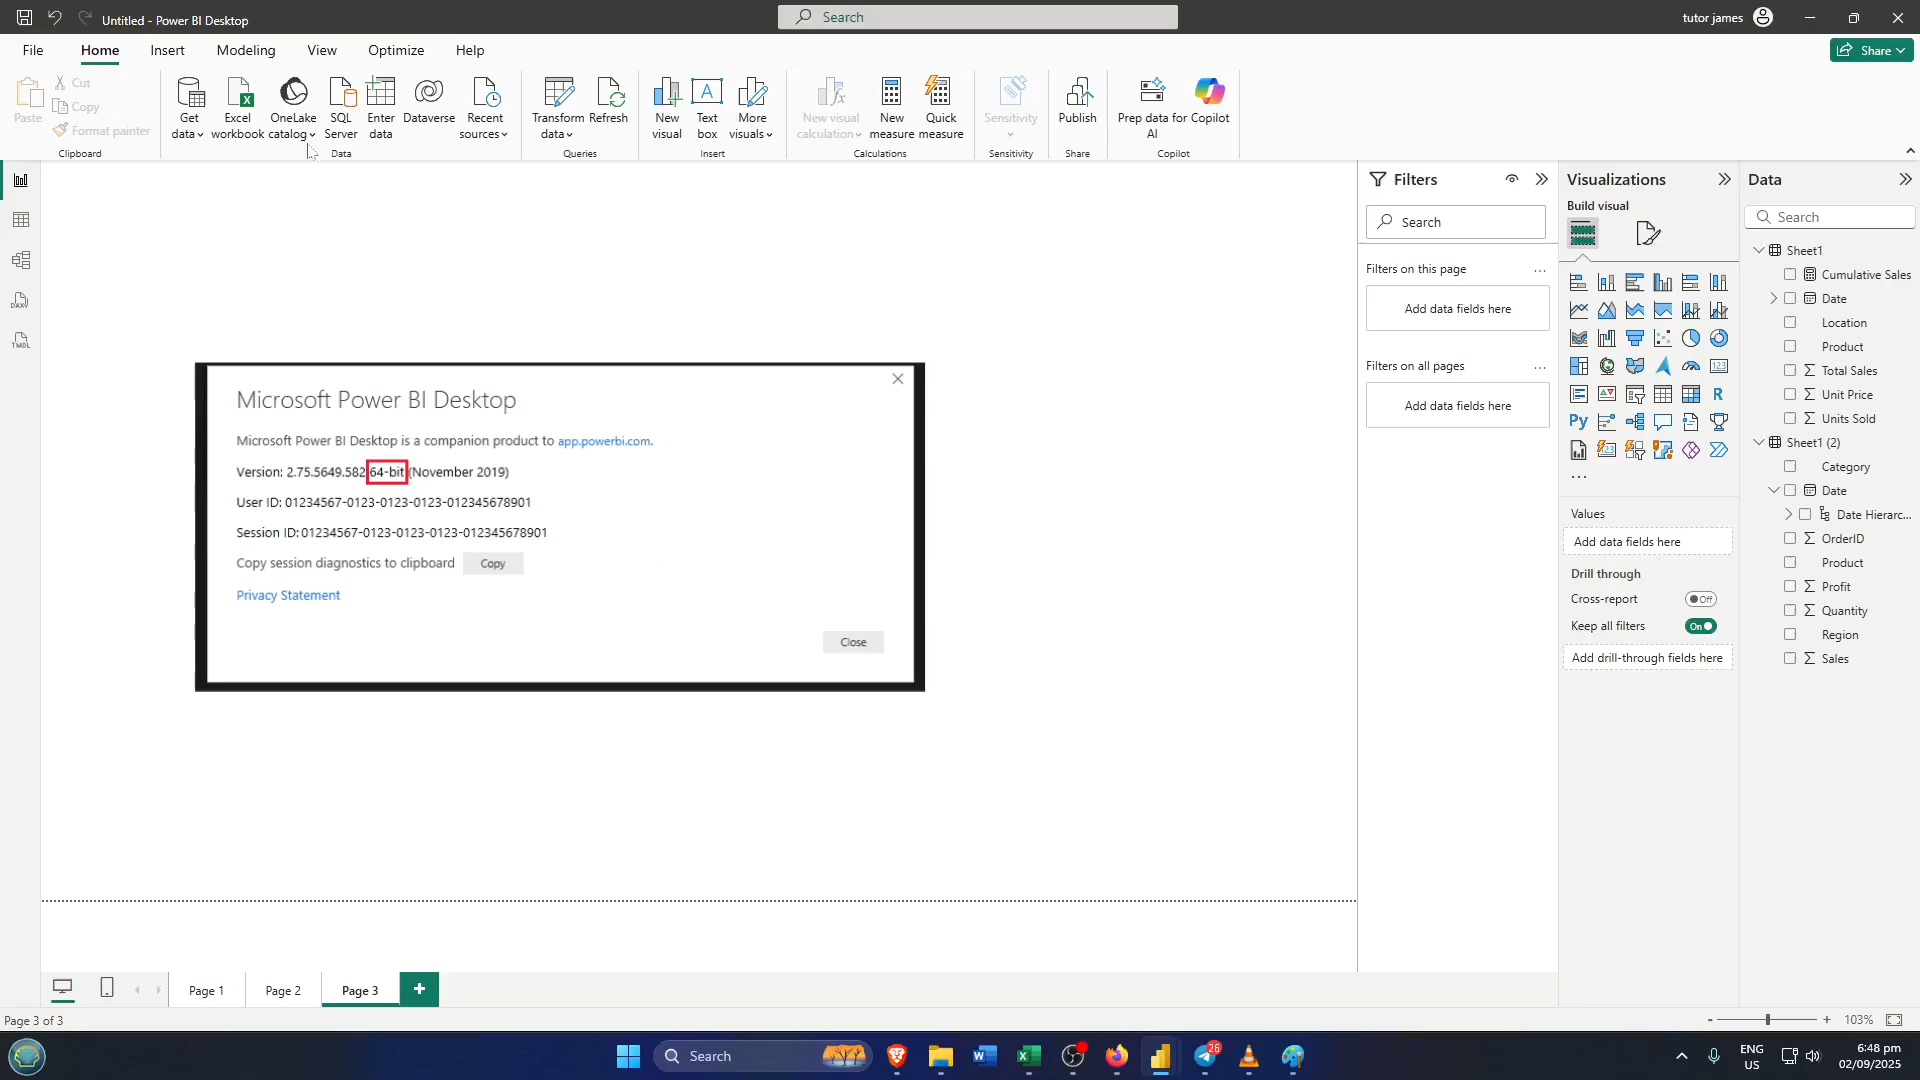 Untitled - Power BI Desktop
Search
tutor james
File
Home
Insert
Modeling
View
Optimize
Help
Share
Paste
Cut
Copy
Format painter
Clipboard
Get data
Excel workbook
OneLake catalog
SQL Server
Enter data
Dataverse
Recent sources
Data
Transform data
Refresh
Queries
New visual
Text box
More visuals
Insert
New visual calculation
New measure
Quick measure
Calculations
Sensitivity
Sensitivity
Publish
Share
Prep data for AI
Copilot
Copilot
DAX
TMDL
Microsoft Power BI Desktop
Microsoft Power BI Desktop is a companion product to app.powerbi.com.
Version: 2.75.5649.582 64-bit (November 2019)
User ID: 01234567-0123-0123-0123-012345678901
Session ID: 01234567-0123-0123-0123-012345678901
Copy session diagnostics to clipboard
Copy
Privacy Statement
Close
Filters
Search
Filters on this page
Add data fields here
Filters on all pages
Add data fields here
Visualizations
Build visual
123
R
Py
Values
Add data fields here
Drill through
Cross-report
Off
Keep all filters
On
Add drill-through fields here
Data
Search
Sheet1
Cumulative Sales
Date
Location
Product
Total Sales
Unit Price
Units Sold
Sheet1 (2)
Category
Date
Date Hierarc...
OrderID
Product
Profit
Quantity
Region
Sales
Page 1
Page 2
Page 3
Page 3 of 3
103%
Search
26
ENG
US
6:48 pm
02/09/2025